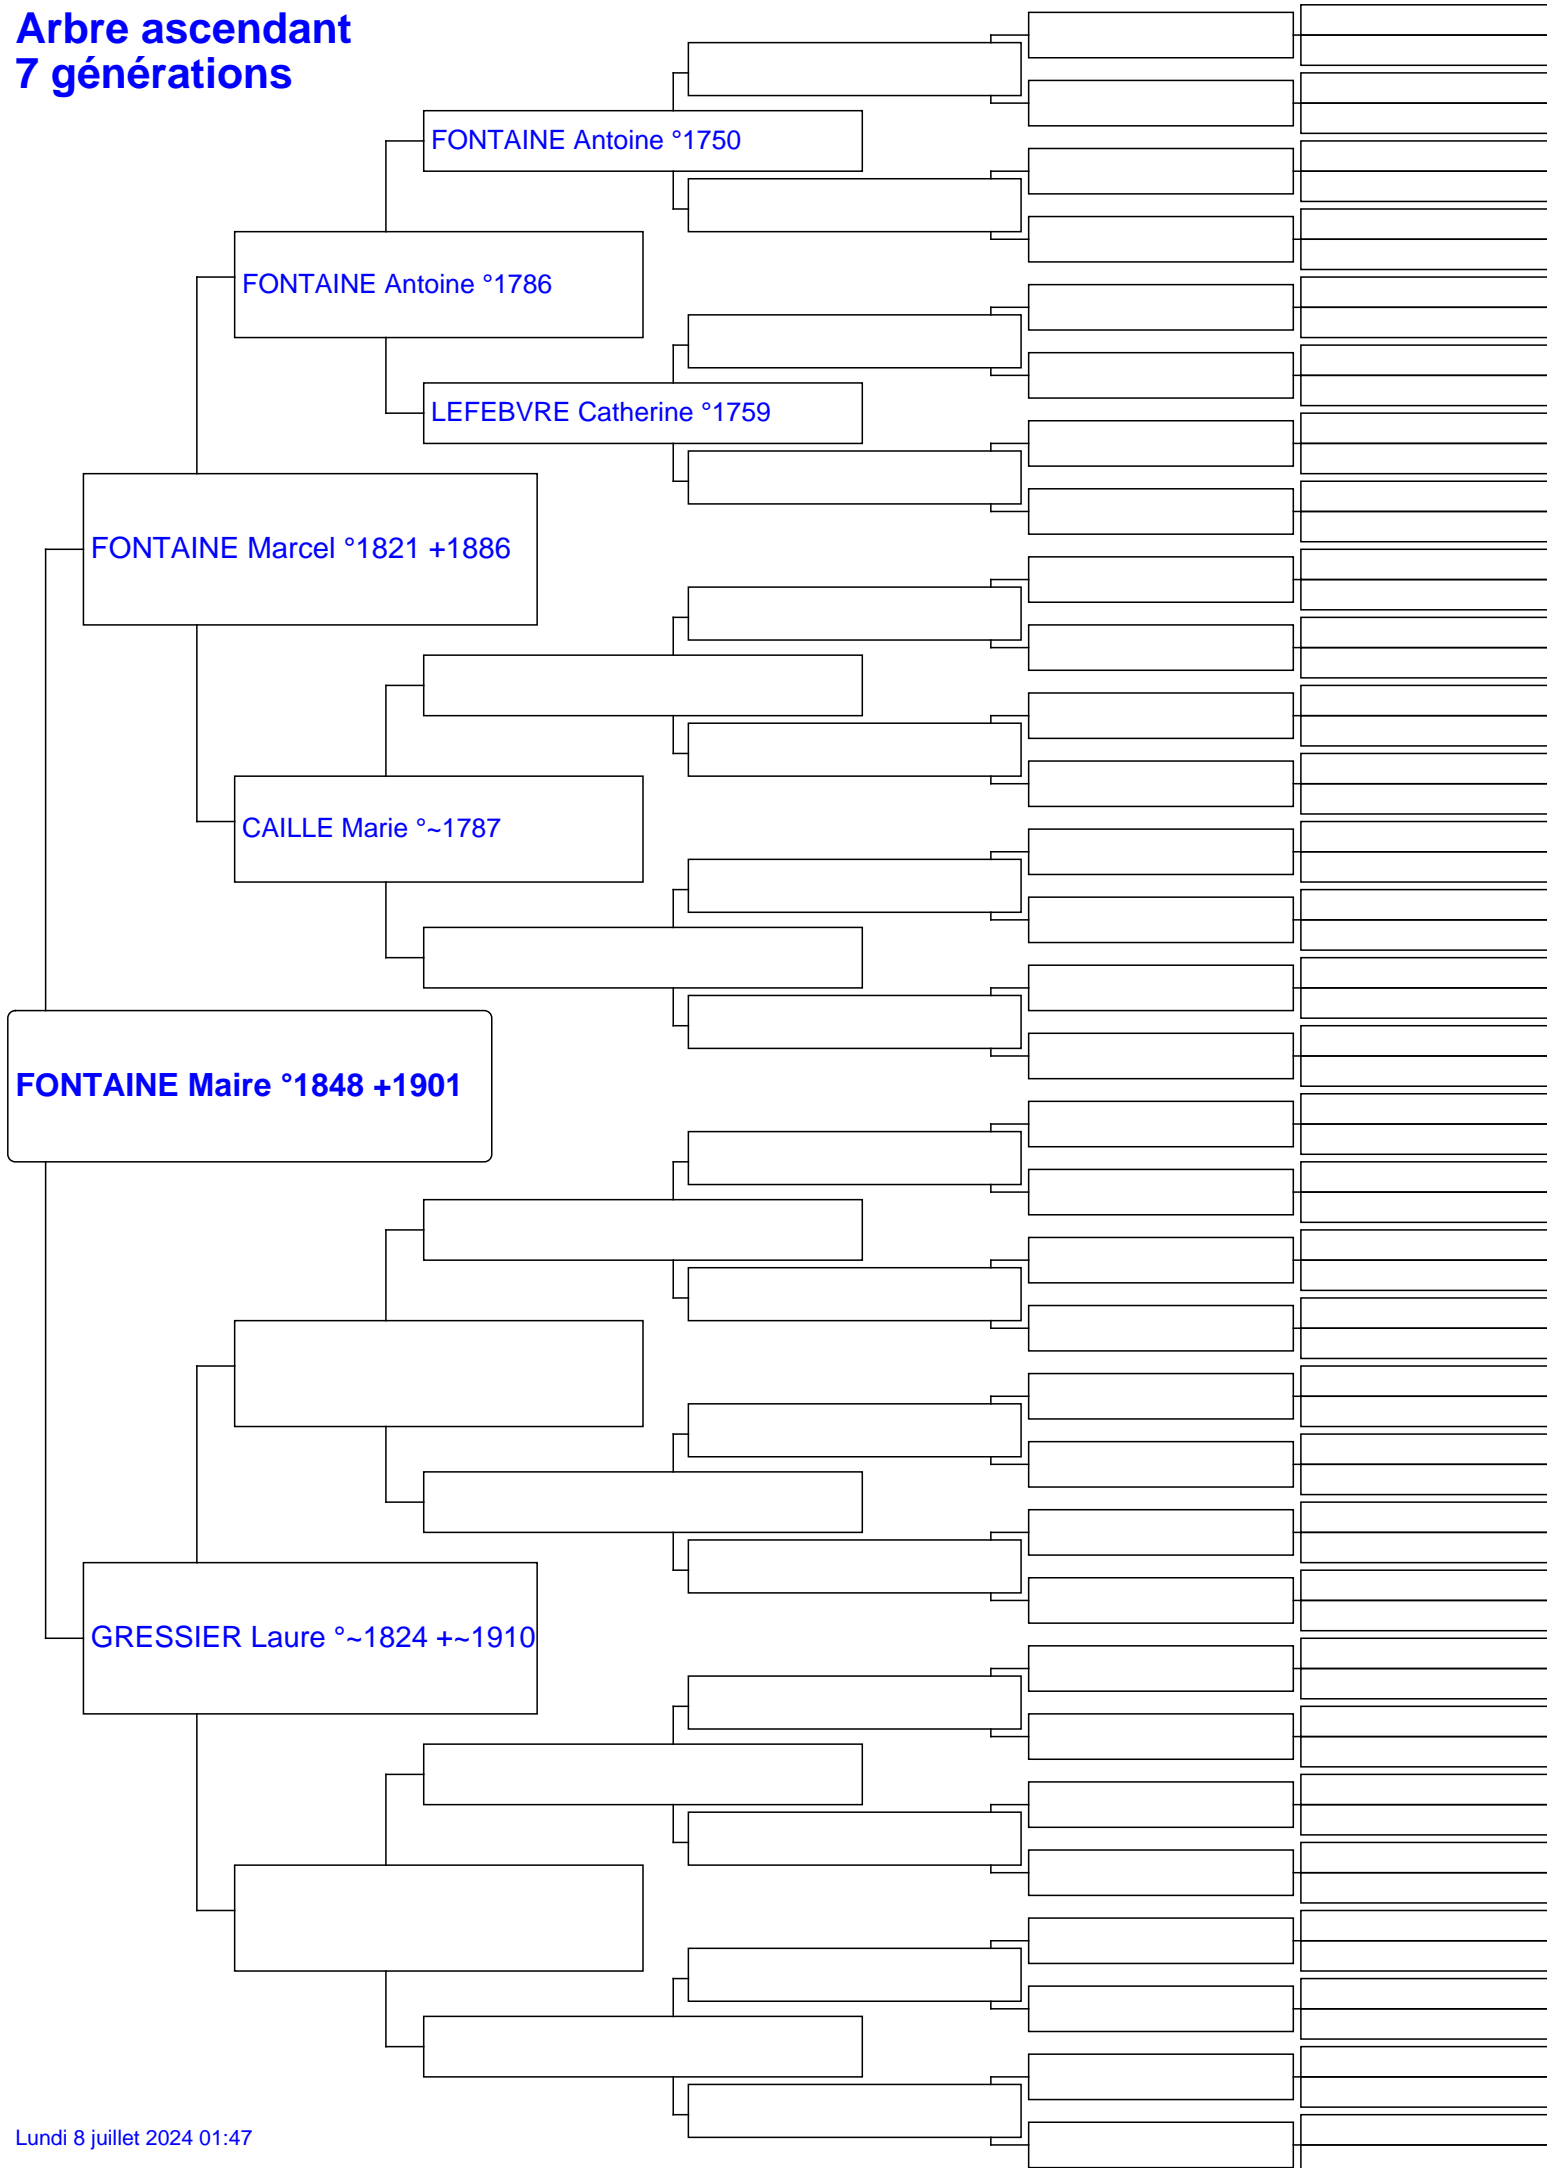 Arbre ascendant
7 générations
FONTAINE Antoine °1750
FONTAINE Antoine °1786
LEFEBVRE Catherine °1759
FONTAINE Marcel °1821 +1886
CAILLE Marie °~1787
FONTAINE Maire °1848 +1901
GRESSIER Laure °~1824 +~1910
Lundi 8 juillet 2024 01:47